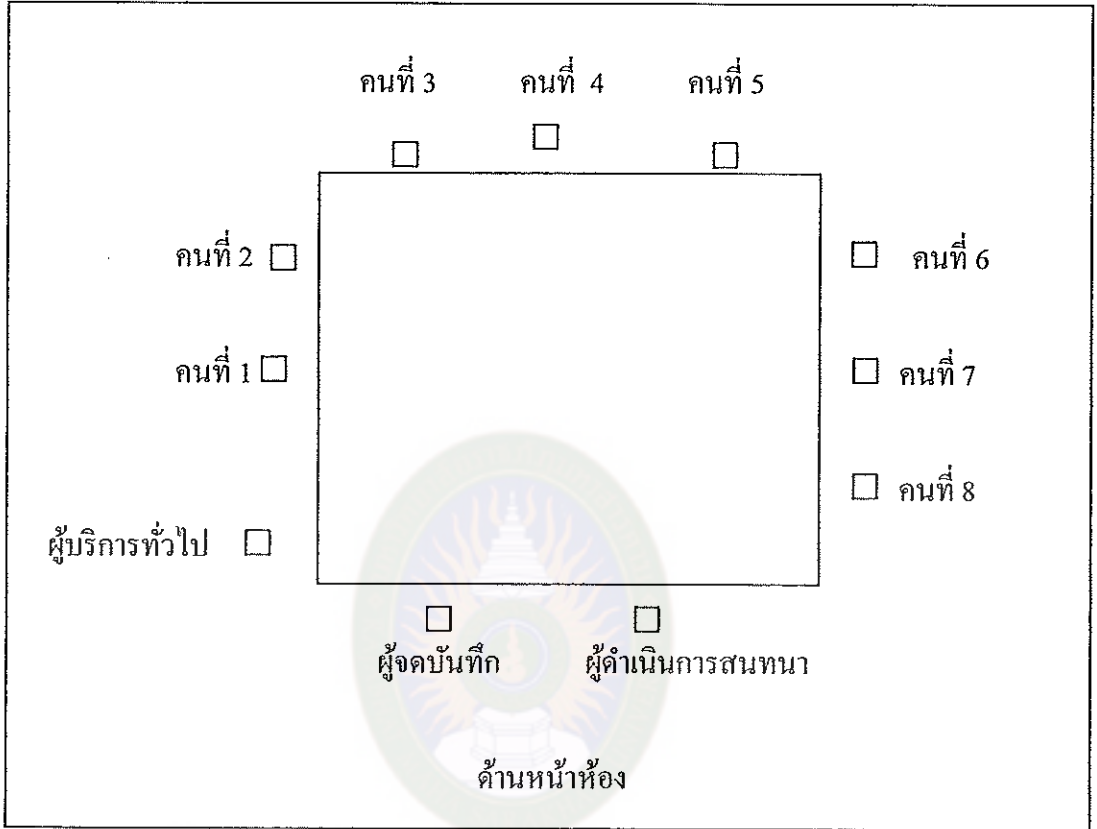 คนที่ 3 คนที่ 4 คนที่ 5
คนที่ 2 คนที่ 6
คนที่ 1 คนที่ 7
คนที่ 8
ผู้บริการทั่วไป
ผู้จดบันทึก ผู้ดำเนินการสนทนา
ด้านหน้าห้อง